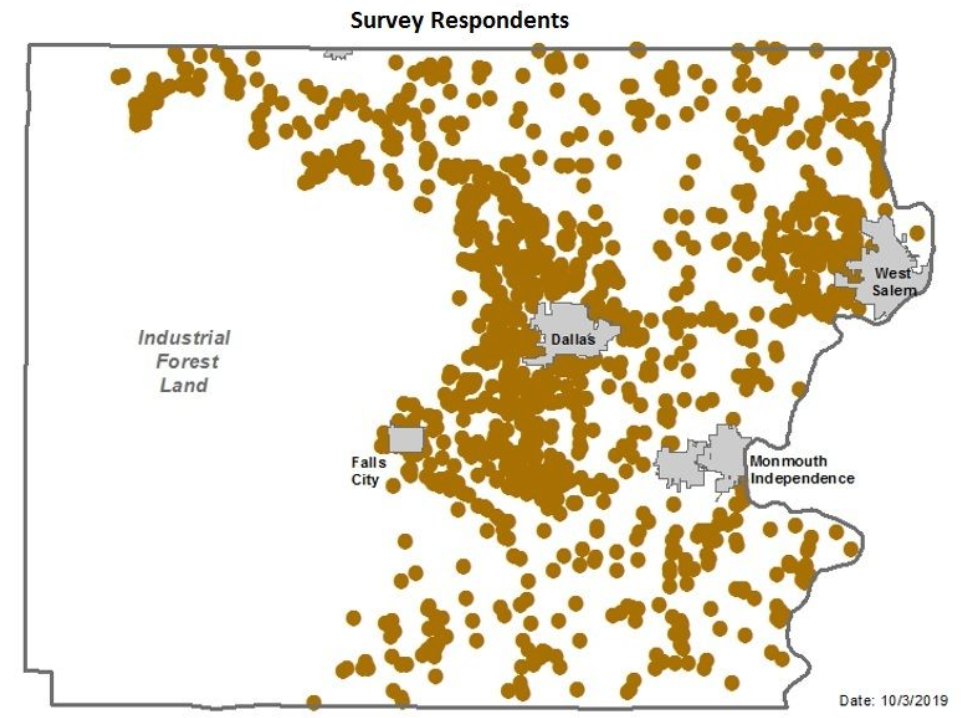 Survey Respondents
West
Salem
Industrial
Forest
Land
Dallas
Falls
City
Monmouth
Independence
Date: 10/3/2019